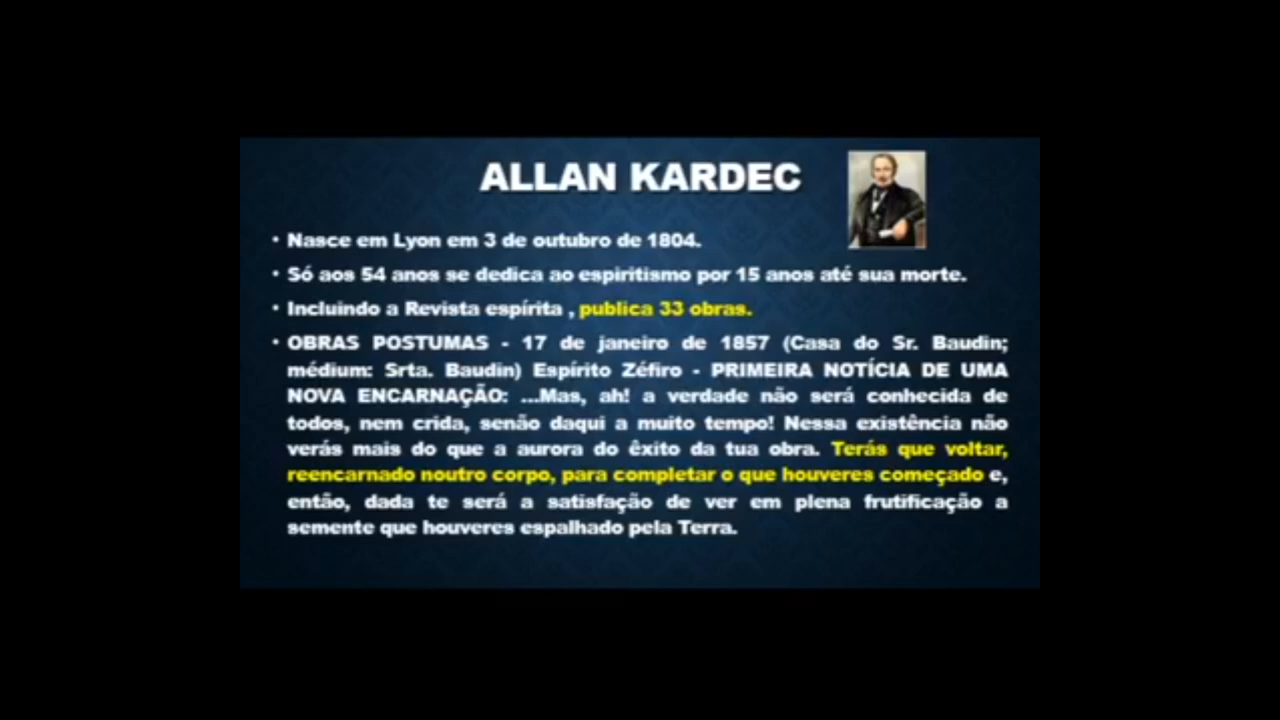 ALLAN KARDEC
• Nasce em Lyon em 3 de outubro de 1804.
• Só aos 54 anos se dedica ao espiritismo por 15 anos até sua morte.
• Incluindo a Revista espírita , publica 33 obras.
• OBRAS POSTUMAS - 17 de janeiro de 1857 (Casa do Sr. Baudin;
médium: Srta. Baudin) Espírito Zéfiro - PRIMEIRA NOTÍCIA DE UMA
NOVA ENCARNAÇÃO: ...Mas, ah! a verdade não será conhecida de
todos, nem crida, senão daqui a muito tempo! Nessa existência não
verás mais do que a aurora do êxito da tua obra. Terás que voltar,
reencarnado noutro corpo, para completar o que houveres começado e,
então, dada te será a satisfação de ver em plena frutificação a
semente que houveres espalhado pela Terra.